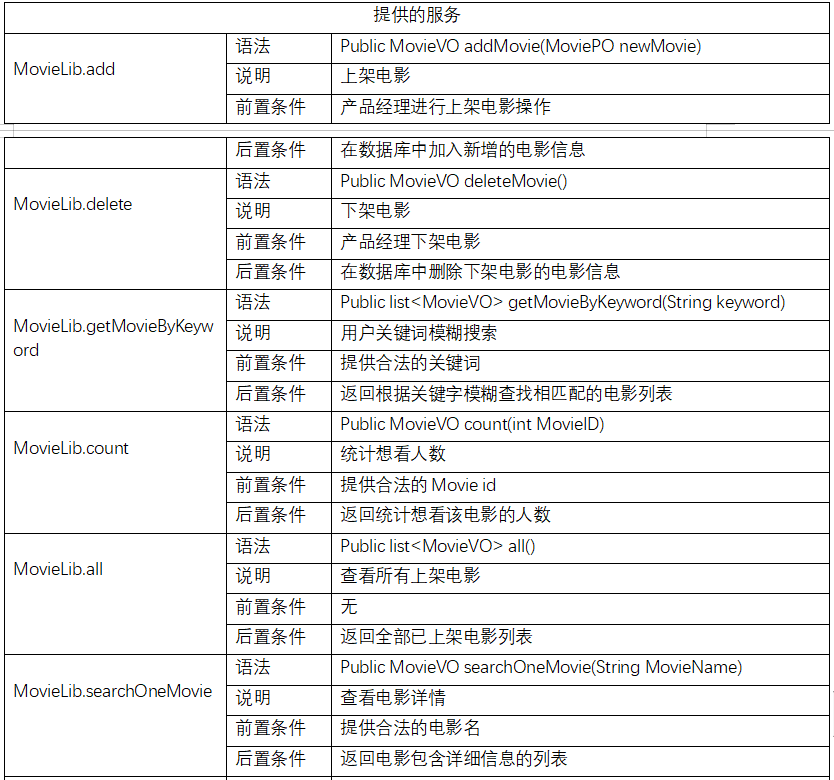 提供的服务
MovieLib.add
语法
Public MovieVO addMovie(MoviePO newMovie)
说明
上架电影
前置条件
产品经理进行上架电影操作
后置条件
在数据库中加入新增的电影信息
MovieLib.delete
语法
Public MovieVO deleteMovie()
说明
下架电影
前置条件
产品经理下架电影
后置条件
在数据库中删除下架电影的电影信息
MovieLib.getMovieByKeyw
ord
语法
Public list<MovieVO> getMovieByKeyword(String keyword)
说明
用户关键词模糊搜索
前置条件
提供合法的关键词
后置条件
返回根据关键字模糊查找相匹配的电影列表
MovieLib.count
语法
Public MovieVO count(int MovieID)
说明
统计想看人数
前置条件
提供合法的 Movie id
后置条件
返回统计想看该电影的人数
MovieLib.all
语法
Public list<MovieVO> all()
说明
查看所有上架电影
前置条件
无
后置条件
返回全部已上架电影列表
MovieLib.searchOneMovie
语法
Public MovieVO searchOneMovie(String MovieName)
说明
查看电影详情
前置条件
提供合法的电影名
后置条件
返回电影包含详细信息的列表